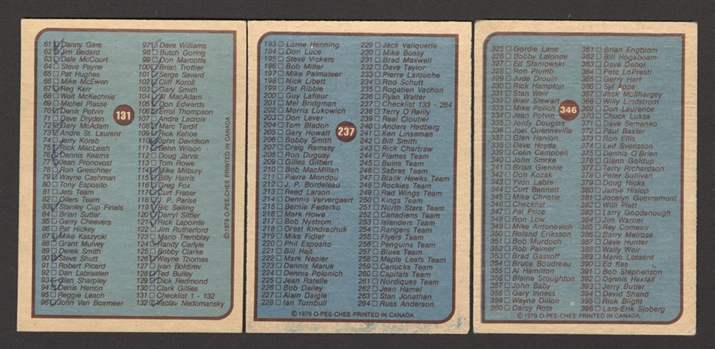 61 Danny Gare
62 Jim Bedard
63 Dale McCourt
64 Steve Payne
65 Pat Hughes
66 Mike McEwen
67 Reg Kerr
68 Walt McKechnie
69 Michel Plasse
70 Denis Potvin
71 Dave Dryden
72 Gary McAdam
73 Andre St. Laurent
74 Jerry Korab
75 Rick MacLeish
76 Dennis Kearns
77 Jean Pronovost
78 Ron Greschner
79 Wayne Cashman
80 Tony Esposito
81 Jets Team
82 Oilers Team
83 Stanley Cup Finals
84 Brian Sutter
85 Gerry Cheevers
86 Pat Hickey
87 Mike Kaszycki
88 Grant Mulvey
89 Derek Smith
90 Steve Shutt
91 Robert Picard
92 Dan Labraaten
93 Glen Sharpley
94 Denis Herron
95 Reggie Leach
96 John Van Boxmeer
97 Dave Williams
98 Butch Goring
99 Don Marcotte
100 Bryan Trottier
101 Serge Savard
102 Cliff Koroll
103 Gary Smith
104 Al MacAdam
105 Don Edwards
106 Errol Thompson
107 Andre Lacroix
108 Marc Tardif
109 Rick Kehoe
110 John Davidson
111 Behn Wilson
112 Doug Jarvis
113 Tom Rowe
114 Mike Milbury
115 Billy Harris
116 Greg Fox
117 Curt Fraser
118 J.P. Parise
119 Ric Seiling
120 Darryl Sittler
121 Rick Lapointe
122 Jim Rutherford
123 Mario Tremblay
124 Randy Carlyle
125 Bobby Clarke
126 Wayne Thomas
127 Ivan Boldirev
128 Ted Bulley
129 Dick Redmond
130 Clark Gillies
131 Checklist 1 - 132
132 Vaclav Nedomansky
131
© 1979 O-PEE-CHEE PRINTED IN CANADA
193 Lorne Henning
194 Don Luce
195 Steve Vickers
196 Bob Miller
197 Mike Palmateer
198 Nick Libett
199 Pat Ribble
200 Guy Lafleur
201 Mel Bridgman
202 Morris Lukowich
203 Don Lever
204 Tom Bladon
205 Garry Howatt
206 Bobby Smith
207 Craig Ramsay
208 Ron Duguay
209 Gilles Gilbert
210 Bob MacMillan
211 Pierre Mondou
212 J. P. Bordeleau
213 Reed Larson
214 Dennis Ververgaert
215 Bernie Federko
216 Mark Howe
217 Bob Nystrom
218 Orest Kindrachuk
219 Mike Fidler
220 Phil Esposito
221 Bill Hajt
222 Mark Napier
223 Dennis Maruk
224 Dennis Polonich
225 Jean Ratelle
226 Bob Dailey
227 Alain Daigle
228 Ian Turnbull
229 Jack Valiquette
230 Mike Bossy
231 Brad Maxwell
232 Dave Taylor
233 Pierre Larouche
234 Rod Schutt
235 Rogatien Vachon
236 Ryan Walter
237 Checklist 133 - 264
238 Terry O'Reilly
239 Real Cloutier
240 Anders Hedberg
241 Ken Linseman
242 Bill Smith
243 Rick Chartraw
244 Flames Team
245 Bruins Team
246 Sabres Team
247 Black Hawks Team
248 Rockies Team
249 Red Wings Team
250 Kings Team
251 North Stars Team
252 Canadiens Team
253 Islanders Team
254 Rangers Team
255 Flyers Team
256 Penguins Team
257 Blues Team
258 Maple Leafs Team
259 Canucks Team
260 Capitals Team
261 Nordiques Team
262 Jean Hamel
263 Stan Jonathan
264 Russ Anderson
237
© 1979 O-PEE-CHEE PRINTED IN CANADA
325 Gordie Lane
326 Bobby Lalonde
327 Ed Staniowski
328 Ron Plumb
329 Jude Drouin
330 Rick Hampton
331 Stan Weir
332 Blair Stewart
333 Mike Polich
334 Jean Potvin
335 Jordy Douglas
336 Joel Quenneville
337 Glen Hanlon
338 Dave Hoyda
339 Colin Campbell
340 John Smrke
341 Brian Glennie
342 Don Kozak
343 Yvon Labre
344 Curt Bennett
345 Mike Christie
346 Checklist
347 Pat Price
348 Ron Low
349 Mike Antonovich
350 Roland Eriksson
351 Bob Murdoch
352 Rob Palmer
353 Brad Gassoff
354 Bruce Boudreau
355 Al Hamilton
356 Blaine Stoughton
357 John Baby
358 Gary Inness
359 Wayne Dillon
360 Darcy Rota
361 Brian Engblom
362 Bill Hogaboam
363 Dave Debol
364 Pete LoPresti
365 Gerry Hart
366 Syl Apps
367 Jack McIlhargey
368 Willy Lindstrom
369 Don Laurence
370 Chuck Luksa
371 Dave Semenko
372 Paul Baxter
373 Ron Ellis
374 Leif Svensson
375 Dennis O'Brien
376 Glenn Goldup
377 Terry Richardson
378 Peter Sullivan
379 Doug Hicks
380 Jamie Hislop
381 Jocelyn Guevremont
382 Willi Plett
383 Larry Goodenough
384 Jim Warner
385 Rey Comeau
386 Barry Melrose
387 Dave Hunter
388 Wally Weir
389 Mario Lessard
390 Ed Kea
391 Bob Stephenson
392 Dennis Hextall
393 Jerry Butler
394 David Shand
395 Rick Blight
396 Lars-Erik Sjoberg
346
© 1979 O-PEE-CHEE PRINTED IN CANADA